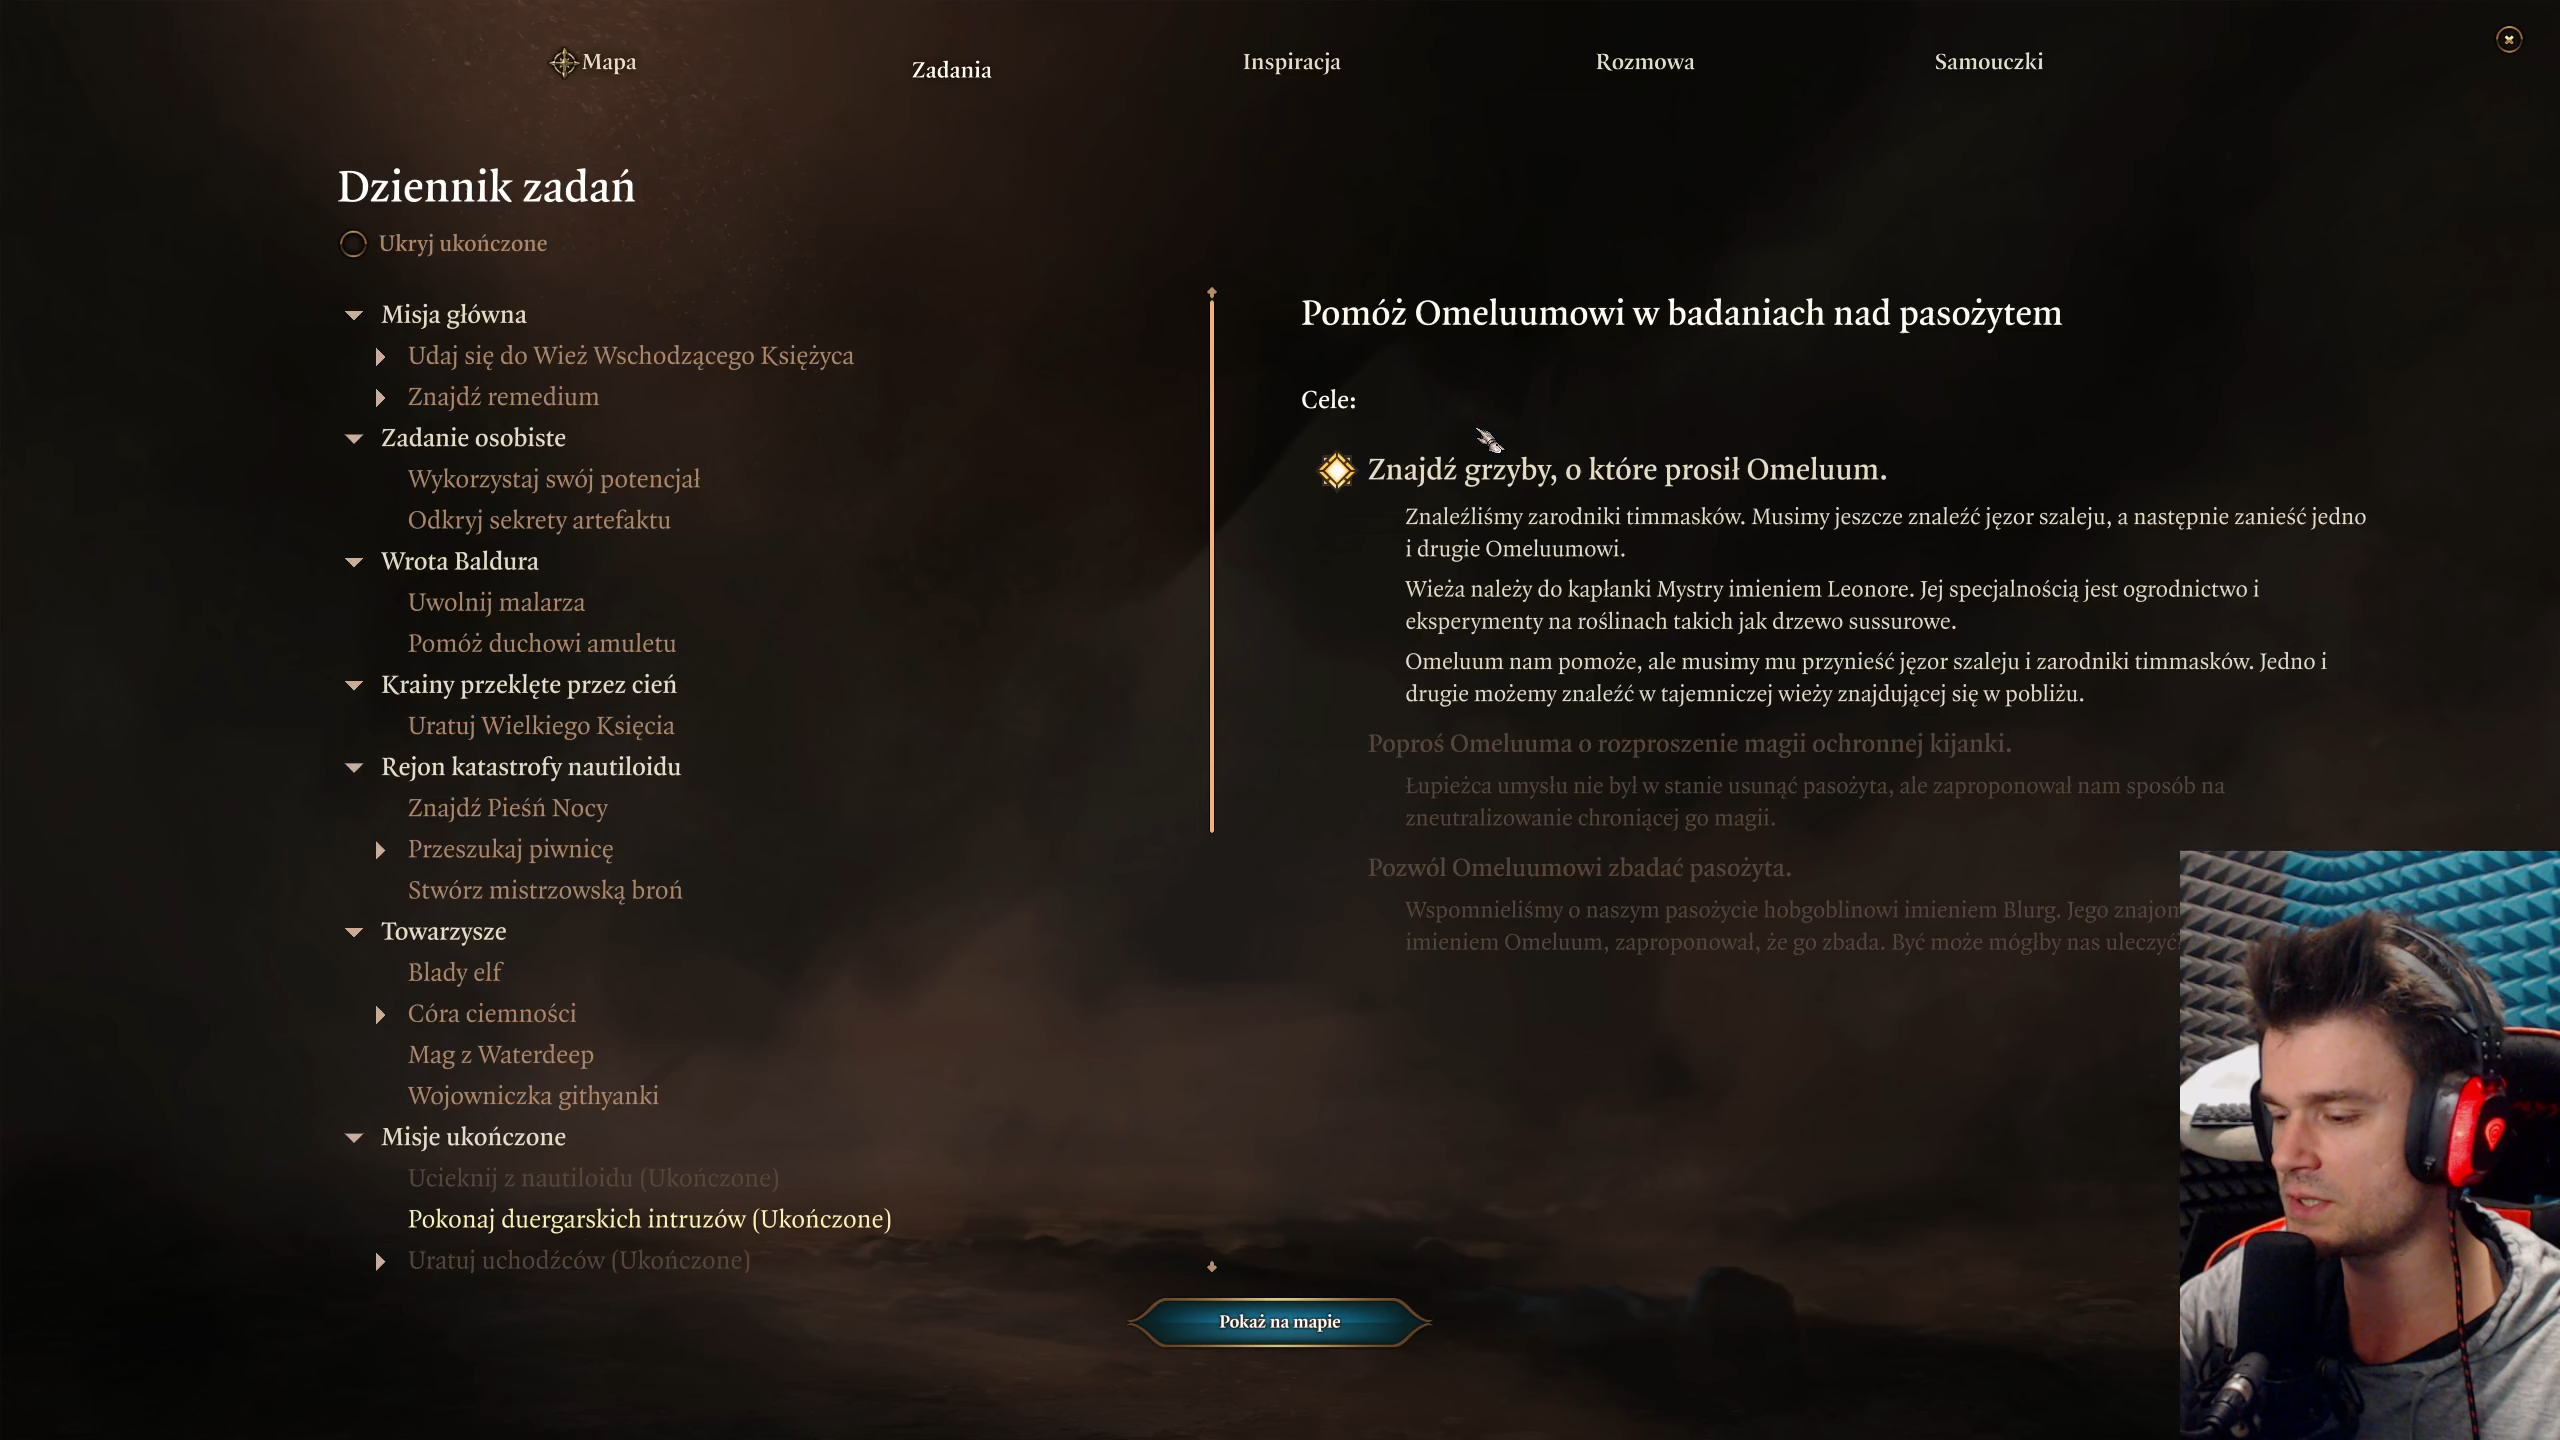 Mapa
Zadania
Inspiracja
Rozmowa
Samouczki
Dziennik zadań
Ukryj ukończone
Misja główna
Udaj się do Wież Wschodzącego Księżyca
Znajdź remedium
Zadanie osobiste
Wykorzystaj swój potencjał
Odkryj sekrety artefaktu
Wrota Baldura
Uwolnij malarza
Pomóż duchowi amuletu
Krainy przeklęte przez cień
Uratuj Wielkiego Księcia
Rejon katastrofy nautiloidu
Znajdź Pieśń Nocy
Przeszukaj piwnicę
Stwórz mistrzowską broń
Towarzysze
Blady elf
Córa ciemności
Mag z Waterdeep
Wojowniczka githyanki
Misje ukończone
Ucieknij z nautiloidu (Ukończone)
Pokonaj duergarskich intruzów (Ukończone)
Uratuj uchodźców (Ukończone)
Pomóż Omeluumowi w badaniach nad pasożytem
Cele:
Znajdź grzyby, o które prosił Omeluum.
Znaleźliśmy zarodniki timmasków. Musimy jeszcze znaleźć jęzor szaleju, a następnie zanieść jedno
i drugie Omeluumowi.
Wieża należy do kapłanki Mystry imieniem Leonore. Jej specjalnością jest ogrodnictwo i
eksperymenty na roślinach takich jak drzewo sussurowe.
Omeluum nam pomoże, ale musimy mu przynieść jęzor szaleju i zarodniki timmasków. Jedno i
drugie możemy znaleźć w tajemniczej wieży znajdującej się w pobliżu.
Poproś Omeluuma o rozproszenie magii ochronnej kijanki.
Łupieżca umysłu nie był w stanie usunąć pasożyta, ale zaproponował nam sposób na
zneutralizowanie chroniącej go magii.
Pozwól Omeluumowi zbadać pasożyta.
Wspomnieliśmy o naszym pasożycie hobgoblinowi imieniem Blurg. Jego znajom
imieniem Omeluum, zaproponował, że go zbada. Być może mógłby nas uleczyć?
Pokaż na mapie